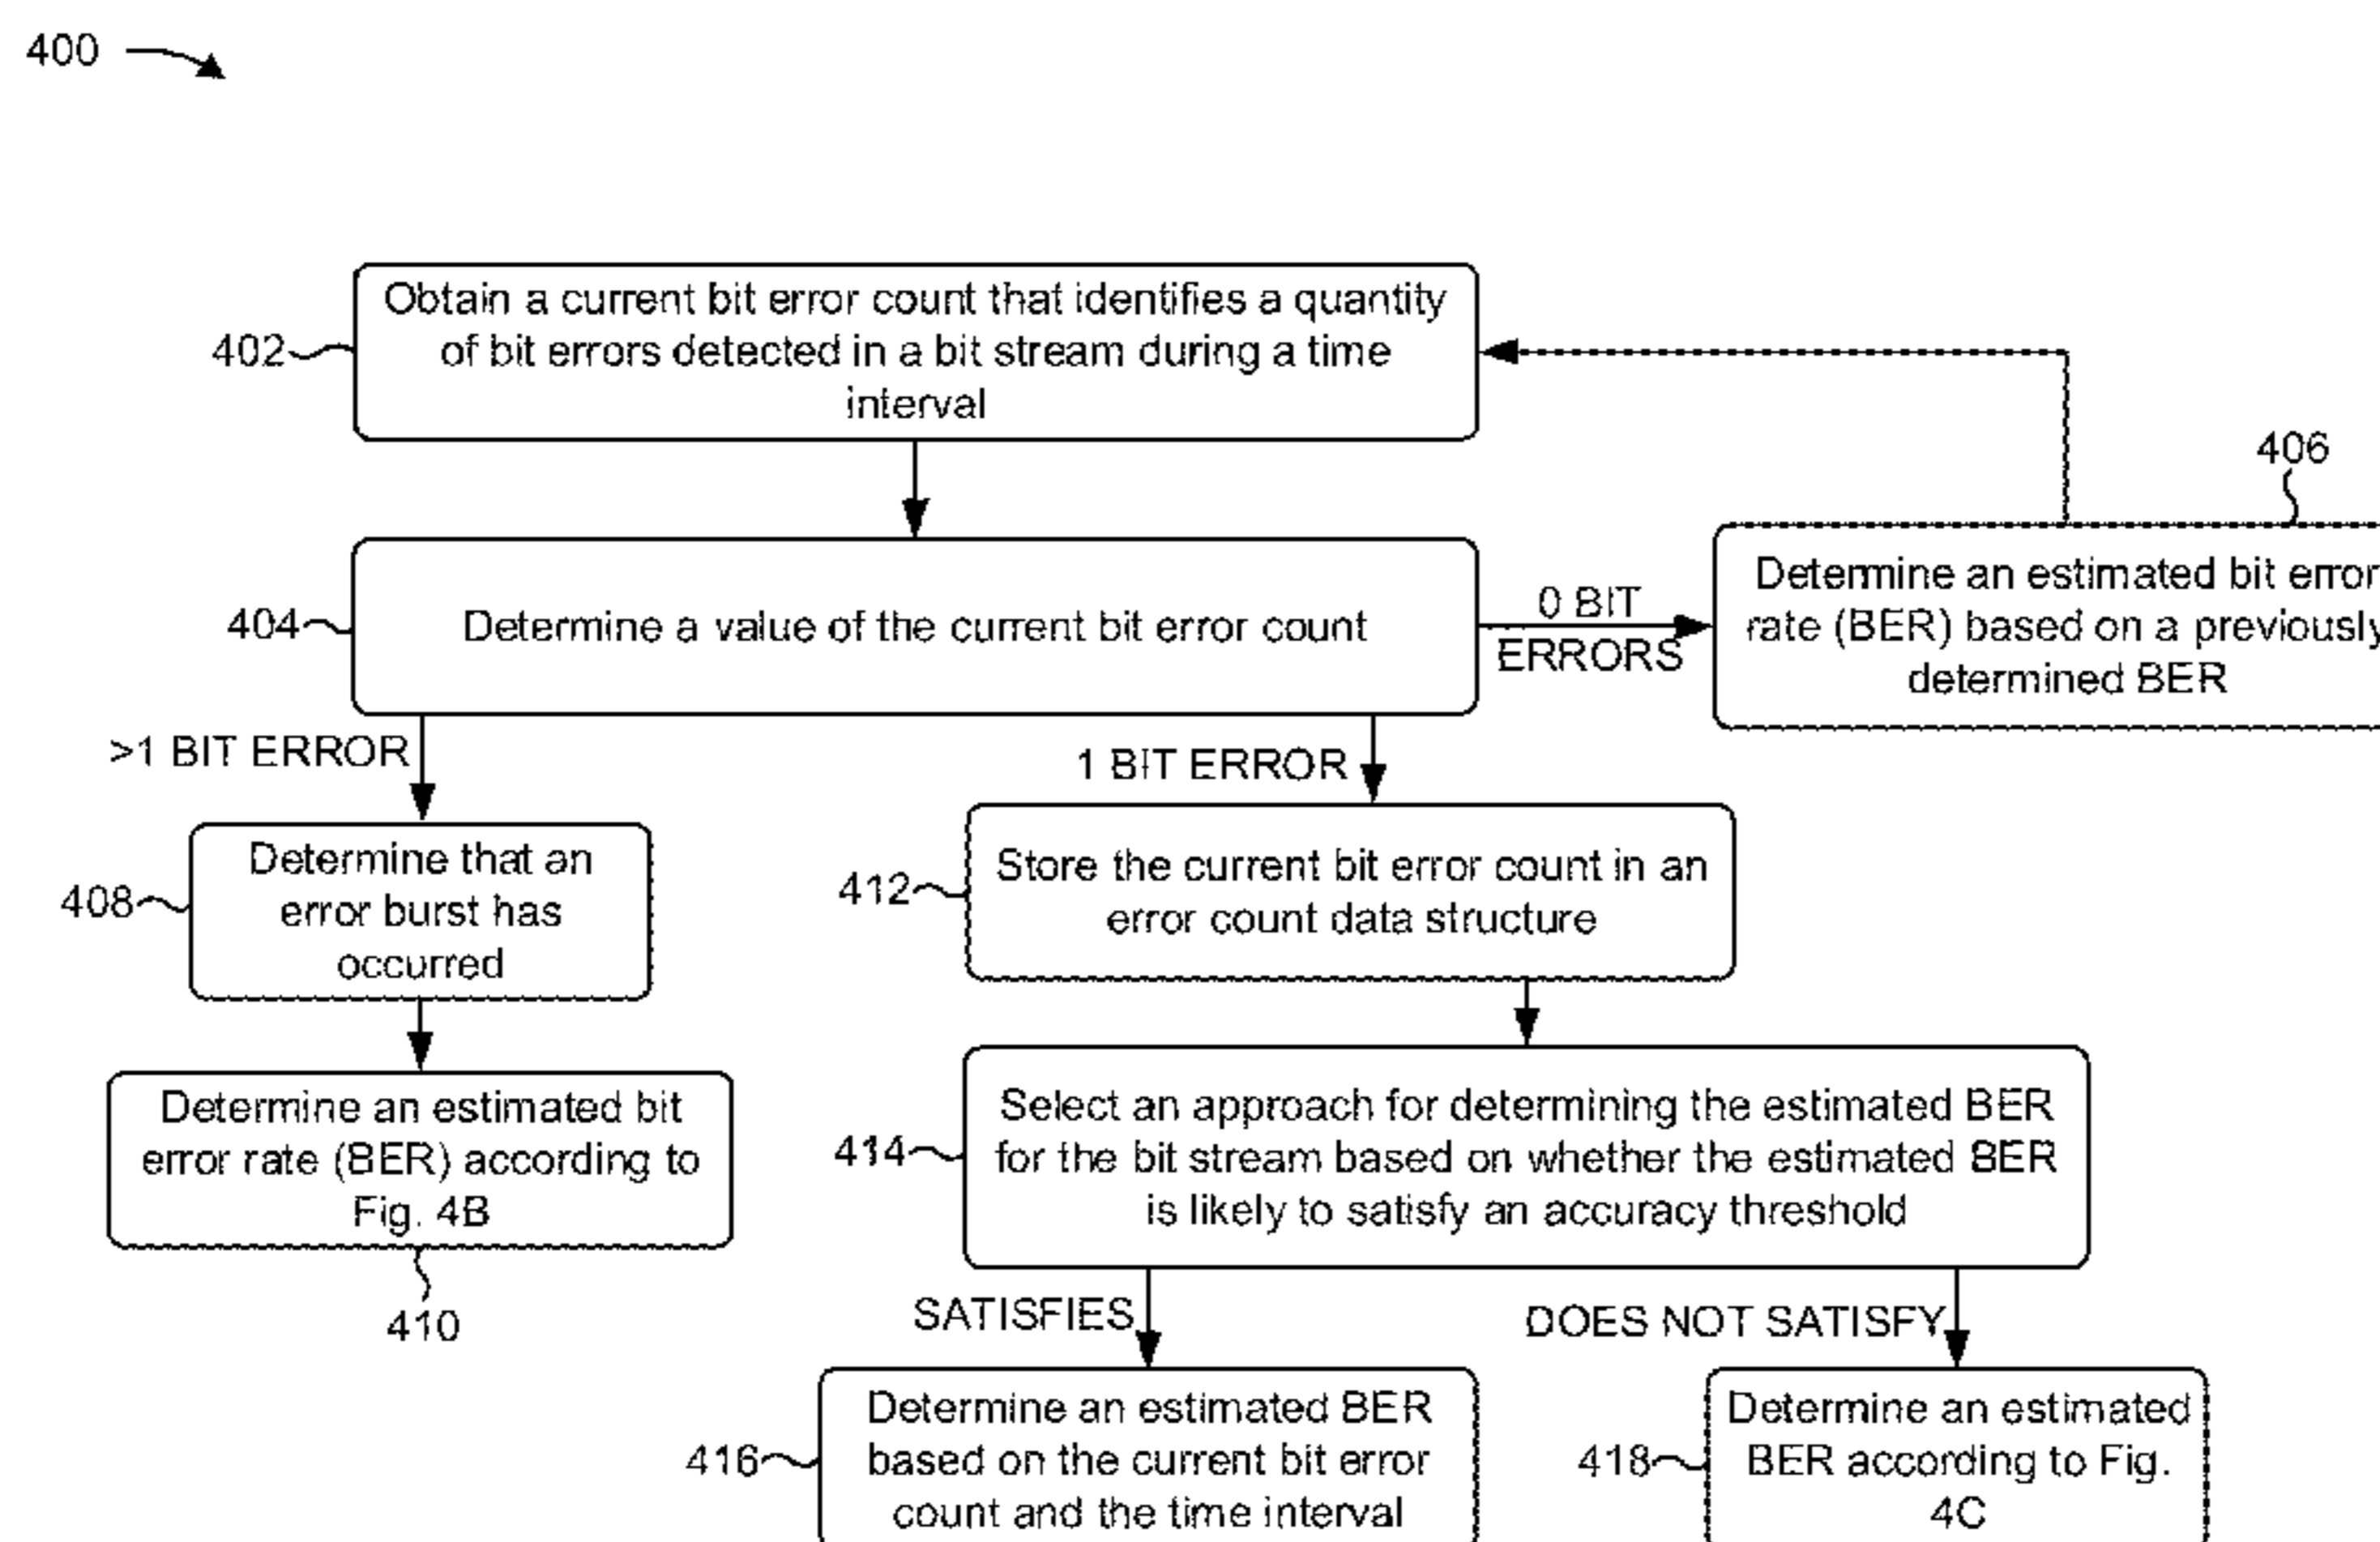 400
Obtain a current bit error count that identifies a quantity
of bit errors detected in a bit stream during a time
interval
402
406
Determine a value of the current bit error count
404
0 BIT
ERRORS
Determine an estimated bit error
rate (BER) based on a previously
determined BER
>1 BIT ERROR
1 BIT ERROR
Determine that an
error burst has
occurred
408
Store the current bit error count in an
error count data structure
412
Determine an estimated bit
error rate (BER) according to
Fig. 4B
410
Select an approach for determining the estimated BER
for the bit stream based on whether the estimated BER
is likely to satisfy an accuracy threshold
414
SATISFIES
DOES NOT SATISFY
Determine an estimated BER
based on the current bit error
count and the time interval
416
Determine an estimated
BER according to Fig.
4C
418